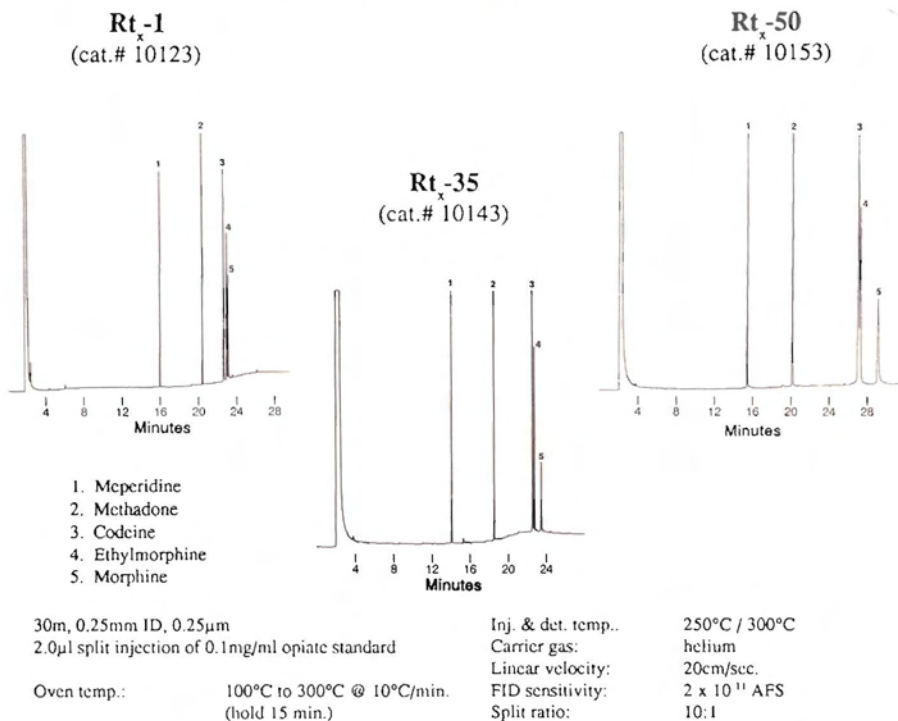 Rtx-1
(cat.# 10123)
2
1
3
4
5
4 8 12 16 20 24 28
Minutes
Rtx-35
(cat.# 10143)
1 2 3
4
5
4 8 12 16 20 24
Minutes
Rtx-50
(cat.# 10153)
1 2 3
4
5
4 8 12 16 20 24 28
Minutes
1. Meperidine
2. Methadone
3. Codeine
4. Ethylmorphine
5. Morphine
30m, 0.25mm ID, 0.25µm
2.0µl split injection of 0.1mg/ml opiate standard
Oven temp.: 100°C to 300°C @ 10°C/min.
(hold 15 min.)
Inj. & det. temp.. 250°C / 300°C
Carrier gas: helium
Linear velocity: 20cm/sec.
FID sensitivity: 2 x 10 11 AFS
Split ratio: 10:1